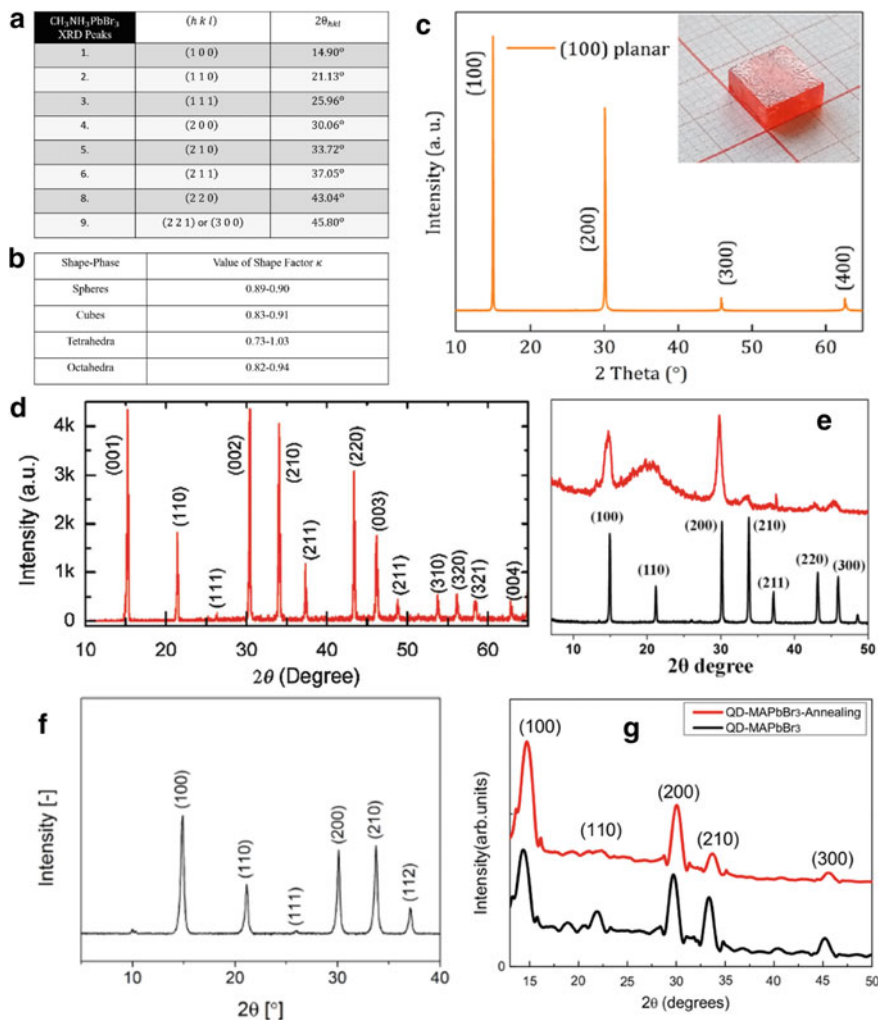 a
CH₃NH₃PbBr₃ XRD Peaks (h k l) 2θhkl
1. (1 0 0) 14.90°
2. (1 1 0) 21.13°
3. (1 1 1) 25.96°
4. (2 0 0) 30.06°
5. (2 1 0) 33.72°
6. (2 1 1) 37.05°
8. (2 2 0) 43.04°
9. (2 2 1) or (3 0 0) 45.80°
b
Shape-Phase Value of Shape Factor κ
Spheres 0.89-0.90
Cubes 0.83-0.91
Tetrahedra 0.73-1.03
Octahedra 0.82-0.94
c
(100) planar
(100)
(200)
(300)
(400)
Intensity (a. u.)
10 20 30 40 50 60
2 Theta (°)
d
4k
3k
2k
1k
0
Intensity (a.u.)
(001)
(110)
(111)
(002)
(210)
(211)
(220)
(003)
(211)
(310)
(320)
(321)
(004)
10 20 30 40 50 60
2θ (Degree)
e
(100)
(110)
(200)
(210)
(211)
(220)
(300)
10 20 30 40 50
2θ degree
f
Intensity [-]
(100)
(110)
(111)
(200)
(210)
(112)
10 20 30 40
2θ [°]
g
QD-MAPbBr₃-Annealing
QD-MAPbBr₃
(100)
(110)
(200)
(210)
(300)
Intensity(arb.units)
15 20 25 30 35 40 45 50
2θ (degrees)